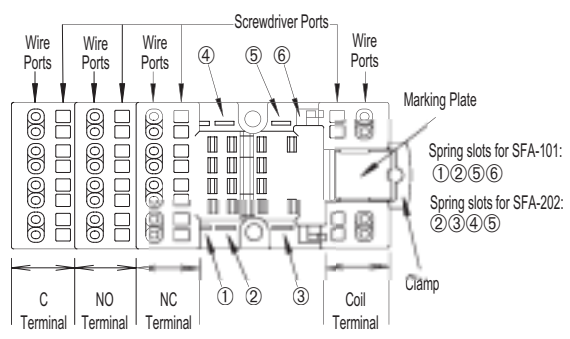 Screwdriver Ports
Wire
Ports
Wire
Ports
Wire
Ports
④
⑤
⑥
Wire
Ports
Marking Plate
Spring slots for SFA-101:
①②⑤⑥
Spring slots for SFA-202:
②③④⑤
Clamp
①
②
③
C
Terminal
NO
Terminal
NC
Terminal
Coil
Terminal